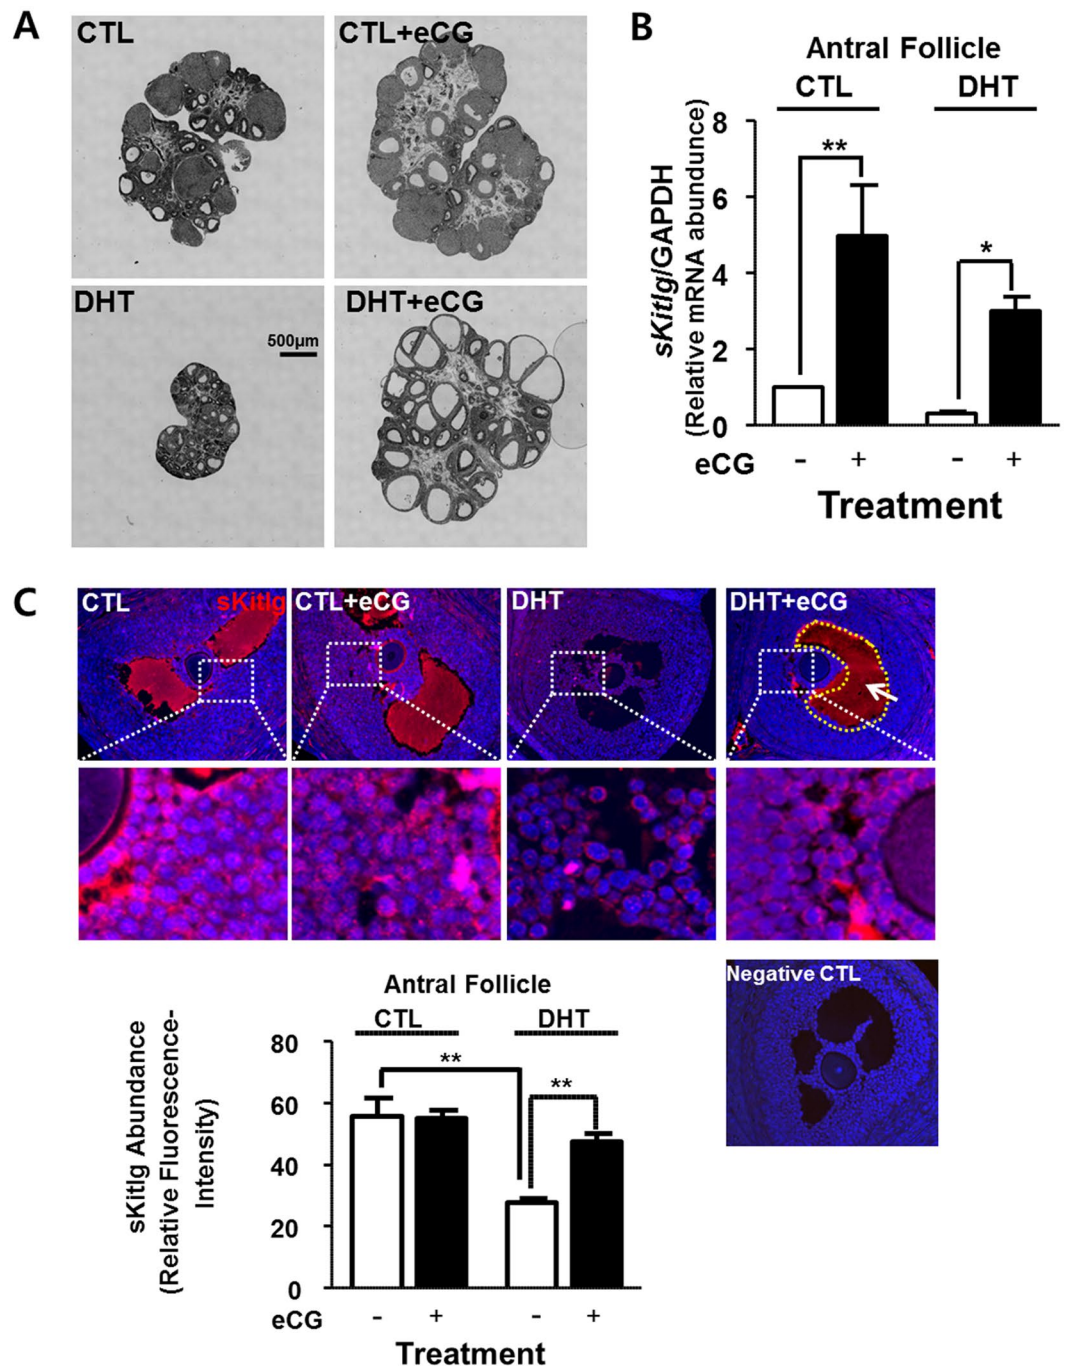 A
CTL
CTL+eCG
DHT
500μm
DHT+eCG
B
Antral Follicle
CTL
DHT
sKitlg/GAPDH
(Relative mRNA abundunce)
8
6
4
2
0
**
*
eCG - + - +
Treatment
C
CTL
sKitlg
CTL+eCG
DHT
DHT+eCG
Negative CTL
Antral Follicle
CTL
DHT
sKitlg Abundance
(Relative Fluorescence-
Intensity)
80
60
40
20
0
**
**
eCG - + - +
Treatment